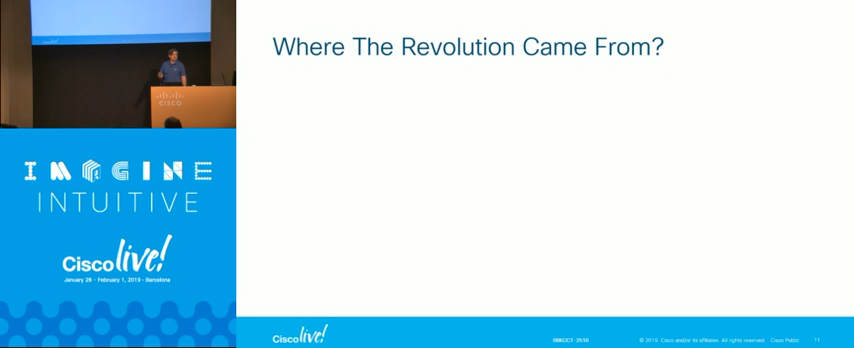 Where The Revolution Came From?
CISCO
IMAGINE
INTUITIVE
Cisco live!
January 28 - February 1, 2019 · Barcelona
Cisco live!
© 2019 Cisco and/or its affiliates. All rights reserved. Cisco Public
11